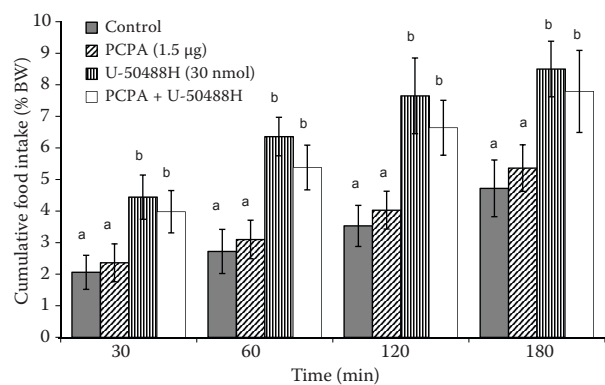 10
9
8
7
6
5
4
3
2
1
0
Cumulative food intake (% BW)
Control
PCPA (1.5 μg)
U-50488H (30 nmol)
PCPA + U-50488H
a
a
b
b
a
a
b
b
a
a
b
b
a
a
b
b
30
60
120
180
Time (min)